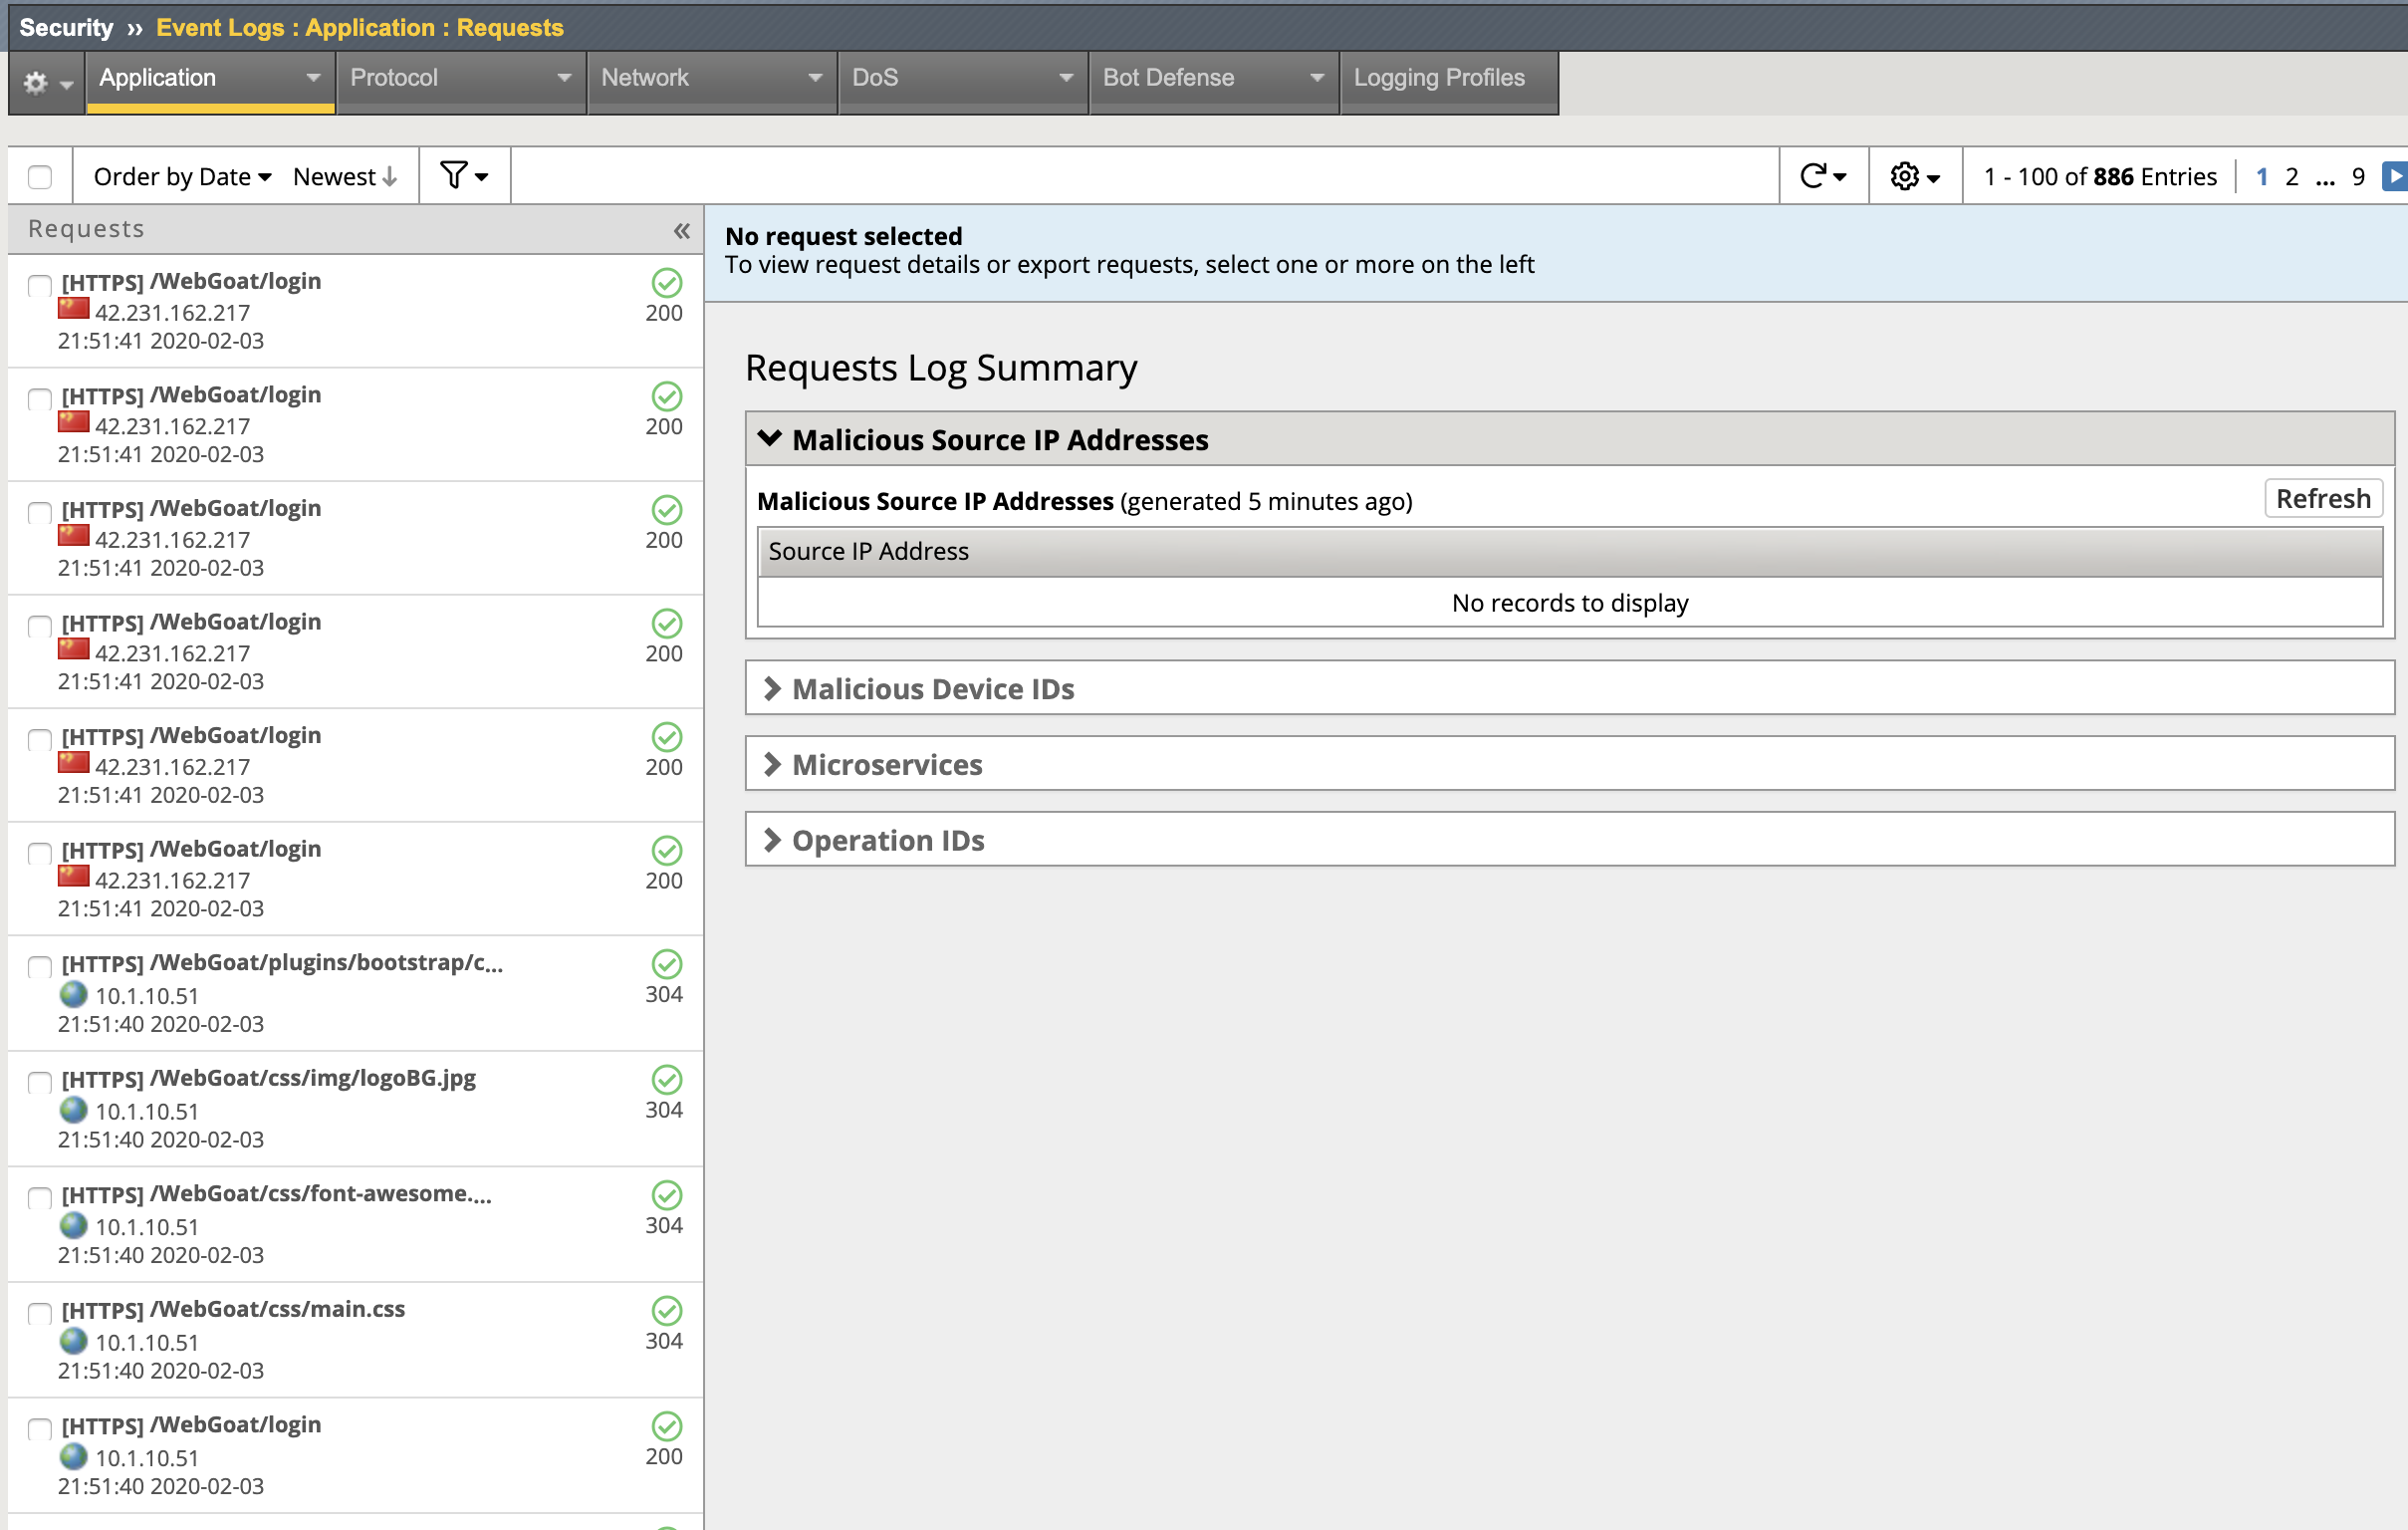 Security ›› Event Logs : Application : Requests
Application Protocol Network DoS Bot Defense Logging Profiles
Order by Date Newest 1 - 100 of 886 Entries 1 2 ... 9
Requests «
[HTTPS] /WebGoat/login
42.231.162.217 200
21:51:41 2020-02-03
[HTTPS] /WebGoat/login
42.231.162.217 200
21:51:41 2020-02-03
[HTTPS] /WebGoat/login
42.231.162.217 200
21:51:41 2020-02-03
[HTTPS] /WebGoat/login
42.231.162.217 200
21:51:41 2020-02-03
[HTTPS] /WebGoat/login
42.231.162.217 200
21:51:41 2020-02-03
[HTTPS] /WebGoat/login
42.231.162.217 200
21:51:41 2020-02-03
[HTTPS] /WebGoat/plugins/bootstrap/c...
10.1.10.51 304
21:51:40 2020-02-03
[HTTPS] /WebGoat/css/img/logoBG.jpg
10.1.10.51 304
21:51:40 2020-02-03
[HTTPS] /WebGoat/css/font-awesome....
10.1.10.51 304
21:51:40 2020-02-03
[HTTPS] /WebGoat/css/main.css
10.1.10.51 304
21:51:40 2020-02-03
[HTTPS] /WebGoat/login
10.1.10.51 200
21:51:40 2020-02-03
No request selected
To view request details or export requests, select one or more on the left
Requests Log Summary
Malicious Source IP Addresses
Malicious Source IP Addresses (generated 5 minutes ago) Refresh
Source IP Address
No records to display
Malicious Device IDs
Microservices
Operation IDs